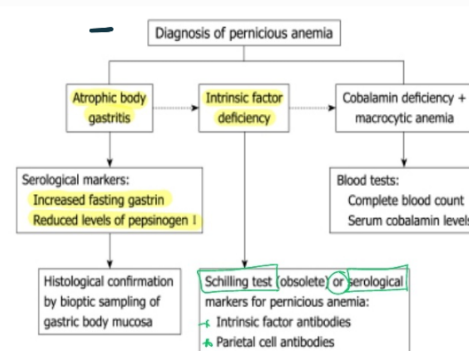 Diagnosis of pernicious anemia
Atrophic body
gastritis
Intrinsic factor
deficiency
Cobalamin deficiency +
macrocytic anemia
Serological markers:
Increased fasting gastrin
Reduced levels of pepsinogen I
Blood tests:
Complete blood count
Serum cobalamin levels
Histological confirmation
by bioptic sampling of
gastric body mucosa
Schilling test (obsolete) or serological
markers for pernicious anemia:
Intrinsic factor antibodies
Parietal cell antibodies